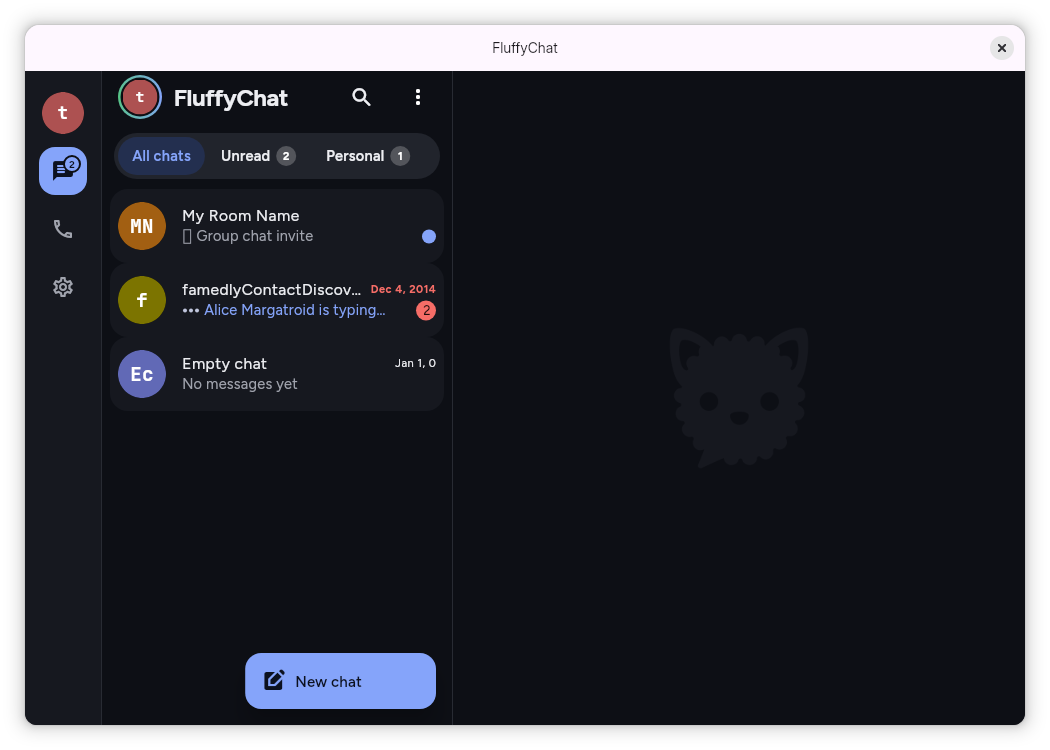 FluffyChat
t
2
t
FluffyChat
All chats
Unread 2
Personal 1
MN
My Room Name
Group chat invite
f
famedlyContactDiscov... Dec 4, 2014
••• Alice Margatroid is typing... 2
Ec
Empty chat Jan 1, 0
No messages yet
New chat